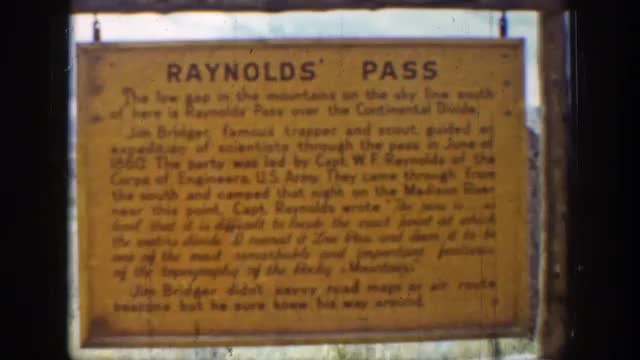 RAYNOLDS' PASS
The low gap in the mountains on the sky line south
of here is Raynolds Pass over the Continental Divide.
Jim Bridger, famous trapper and scout, guided an
expedition of scientists through the pass in June of
1860. The party was led by Capt. W. F. Raynolds of the
Corps of Engineers, U.S. Army. They came through from
the south and camped that night on the Madison River
near this point. Capt. Raynolds wrote "The pass is so
level that it is difficult to locate the exact point at which
the waters divide. I named it Low Pass and deem it to be
one of the most remarkable and important features
of the topography of the Rocky Mountains."
Jim Bridger didn't savvy road maps or air route
beacons but he sure knew his way around.